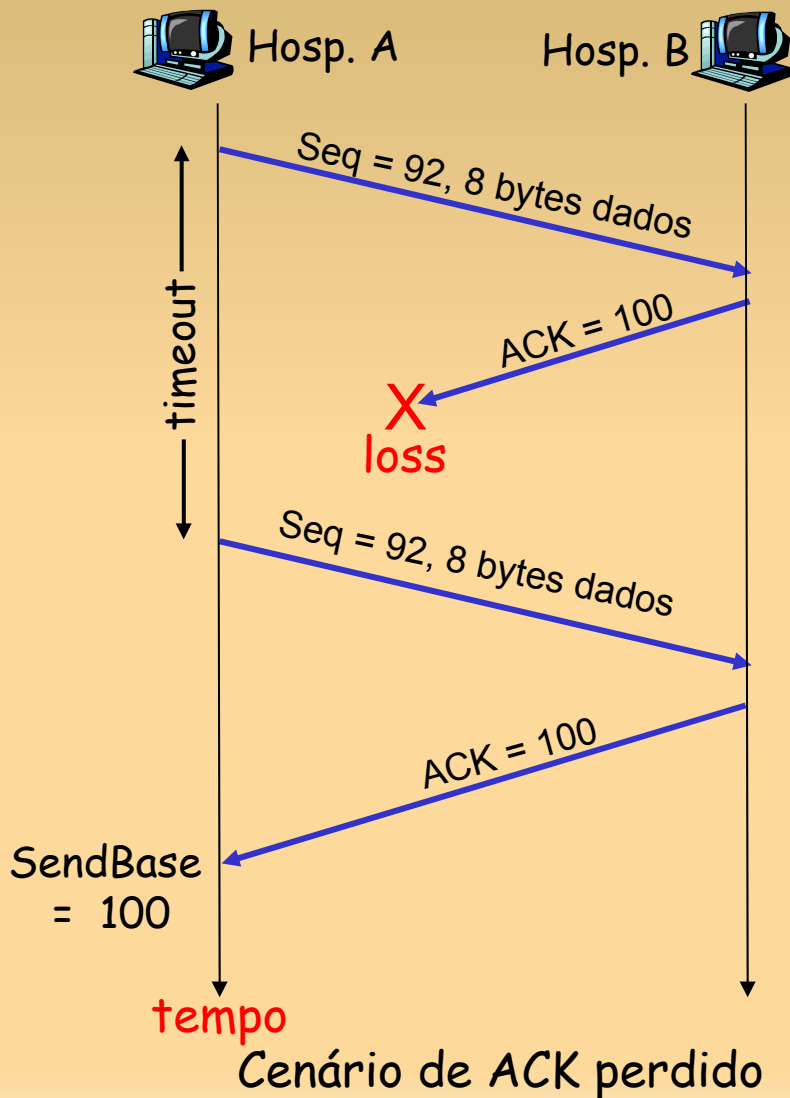 Hosp. A
Hosp. B
Seq = 92, 8 bytes dados
timeout
ACK = 100
X
loss
Seq = 92, 8 bytes dados
ACK = 100
SendBase
= 100
tempo
Cenário de ACK perdido